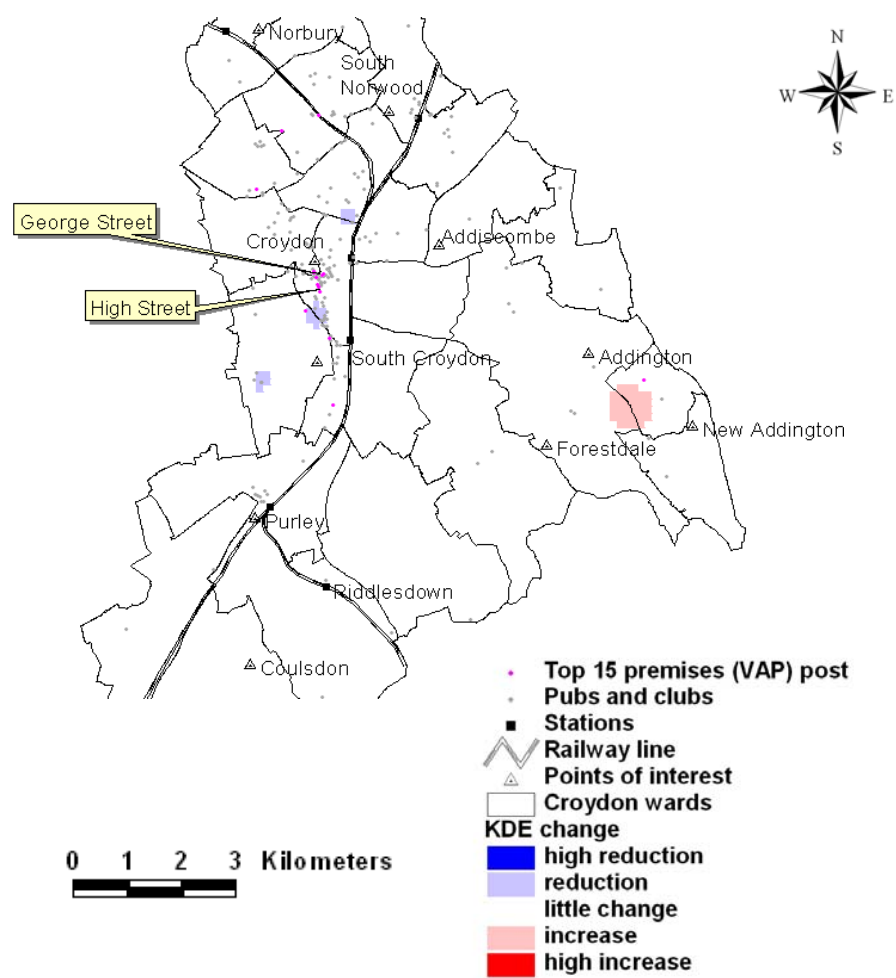 Norbury
South
Norwood
N
W
E
S
George Street
Croydon
Addiscombe
High Street
South Croydon
Addington
New Addington
Forestdale
Purley
Riddlesdown
Coulsdon
Top 15 premises (VAP) post
Pubs and clubs
Stations
Railway line
Points of interest
Croydon wards
KDE change
high reduction
reduction
little change
increase
high increase
0 1 2 3 Kilometers